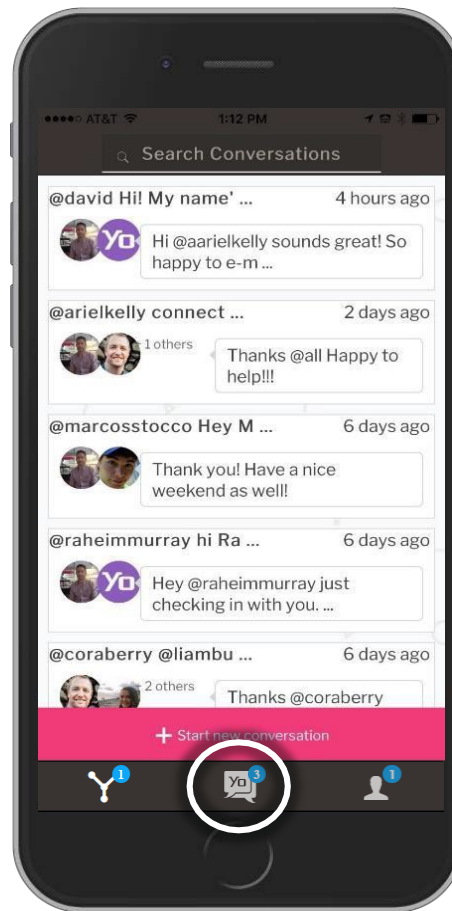 AT&T 1:12 PM
Search Conversations
@david Hi! My name' ... 4 hours ago
Yo
Hi @aarielkelly sounds great! So
happy to e-m ...
@arielkelly connect ... 2 days ago
1 others
Thanks @all Happy to
help!!!
@marcosstocco Hey M ... 6 days ago
Thank you! Have a nice
weekend as well!
@raheimmurray hi Ra ... 6 days ago
Yo
Hey @raheimmurray just
checking in with you. ...
@coraberry @liambu ... 6 days ago
2 others
Thanks @coraberry
+ Start new conversation
1 Yo 3 1